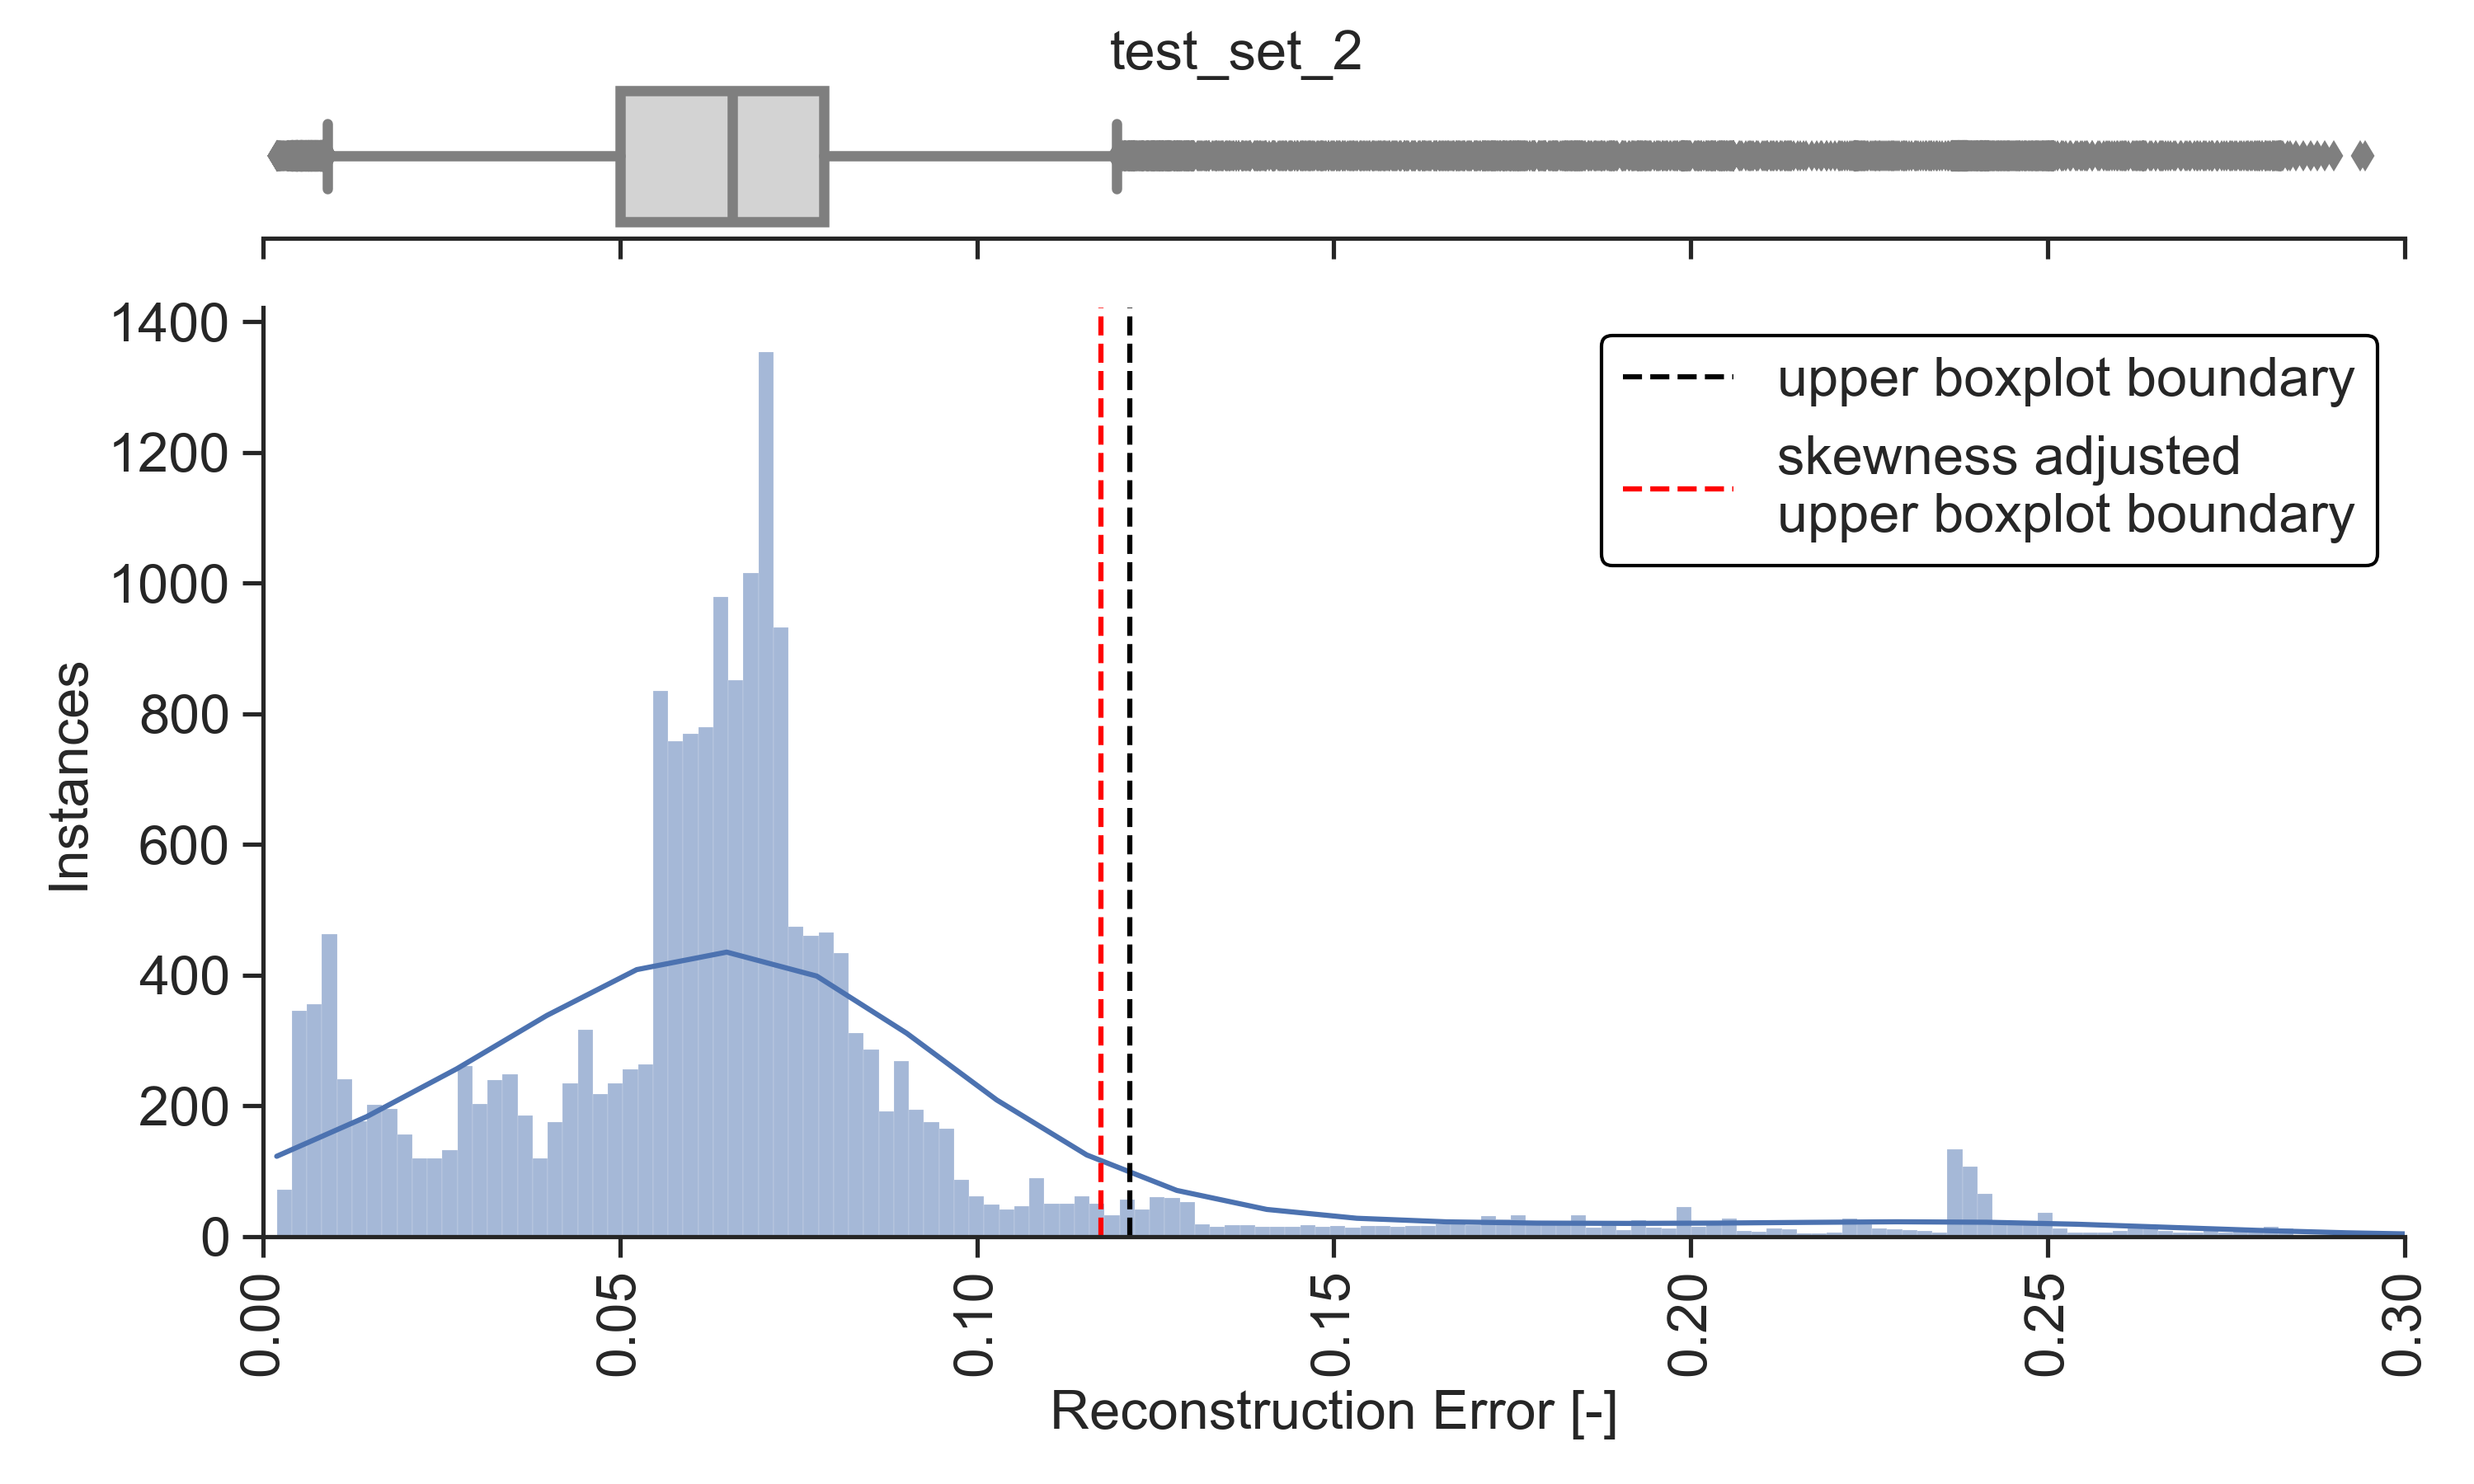 test_set_2
1400
1200
1000
800
600
400
200
0
Instances
upper boxplot boundary
skewness adjusted
upper boxplot boundary
0.00
0.05
0.10
0.15
0.20
0.25
0.30
Reconstruction Error [-]